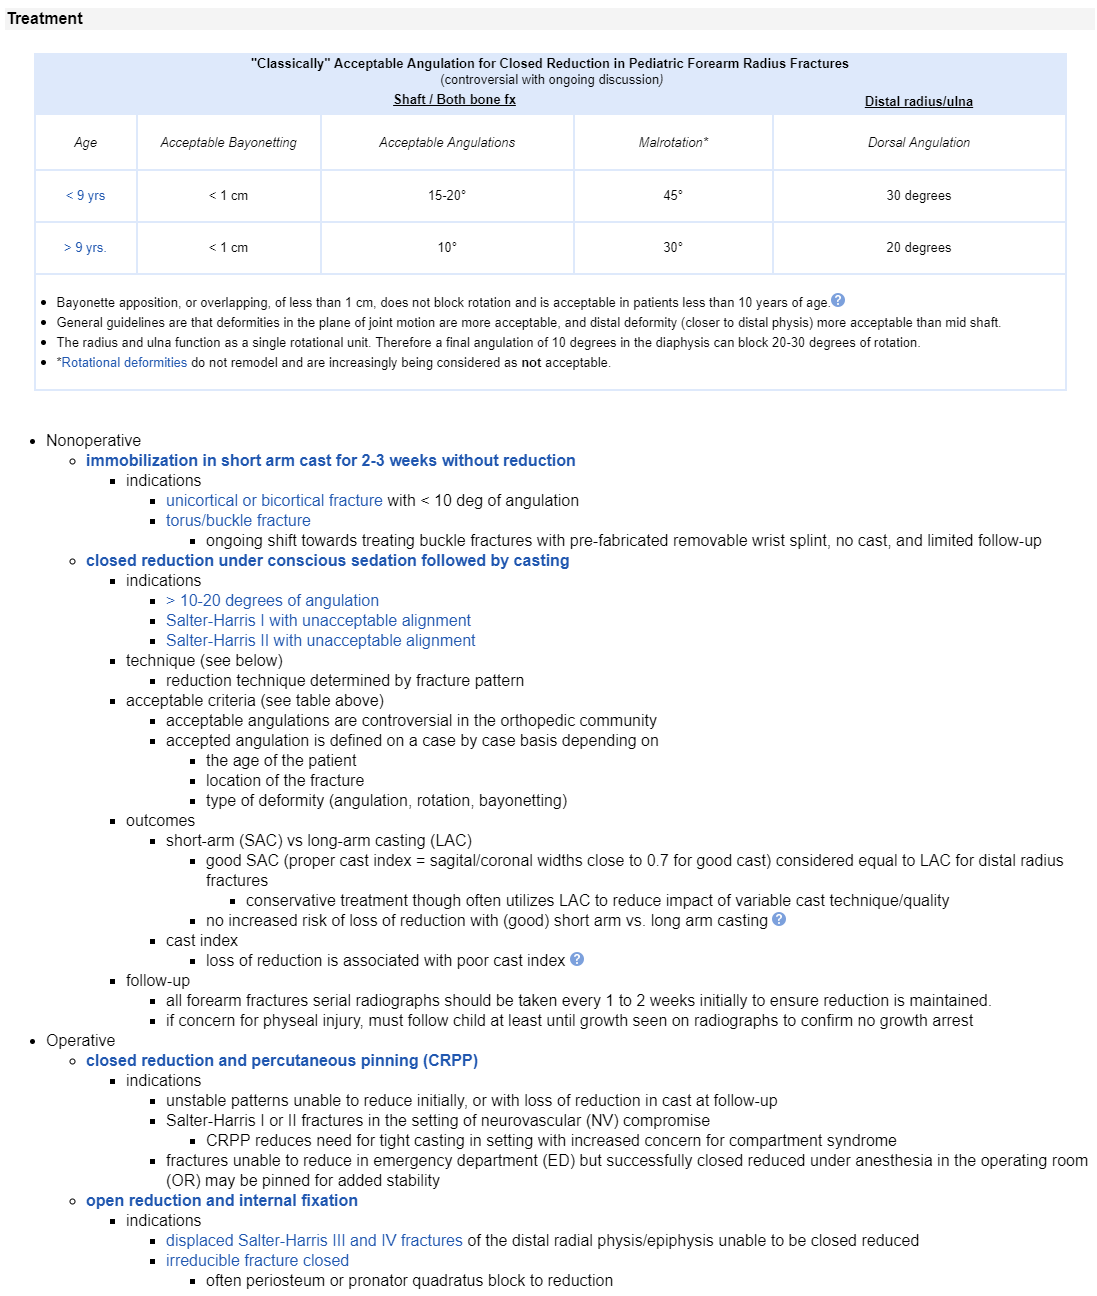 Treatment
"Classically" Acceptable Angulation for Closed Reduction in Pediatric Forearm Radius Fractures
(controversial with ongoing discussion)
Shaft / Both bone fx Distal radius/ulna
Age Acceptable Bayonetting Acceptable Angulations Malrotation* Dorsal Angulation
< 9 yrs < 1 cm 15-20° 45° 30 degrees
> 9 yrs. < 1 cm 10° 30° 20 degrees
• Bayonette apposition, or overlapping, of less than 1 cm, does not block rotation and is acceptable in patients less than 10 years of age. ?
• General guidelines are that deformities in the plane of joint motion are more acceptable, and distal deformity (closer to distal physis) more acceptable than mid shaft.
• The radius and ulna function as a single rotational unit. Therefore a final angulation of 10 degrees in the diaphysis can block 20-30 degrees of rotation.
• *Rotational deformities do not remodel and are increasingly being considered as not acceptable.
• Nonoperative
◦ immobilization in short arm cast for 2-3 weeks without reduction
▪ indications
▪ unicortical or bicortical fracture with < 10 deg of angulation
▪ torus/buckle fracture
▪ ongoing shift towards treating buckle fractures with pre-fabricated removable wrist splint, no cast, and limited follow-up
◦ closed reduction under conscious sedation followed by casting
▪ indications
▪ > 10-20 degrees of angulation
▪ Salter-Harris I with unacceptable alignment
▪ Salter-Harris II with unacceptable alignment
▪ technique (see below)
▪ reduction technique determined by fracture pattern
▪ acceptable criteria (see table above)
▪ acceptable angulations are controversial in the orthopedic community
▪ accepted angulation is defined on a case by case basis depending on
▪ the age of the patient
▪ location of the fracture
▪ type of deformity (angulation, rotation, bayonetting)
▪ outcomes
▪ short-arm (SAC) vs long-arm casting (LAC)
▪ good SAC (proper cast index = sagital/coronal widths close to 0.7 for good cast) considered equal to LAC for distal radius
fractures
▪ conservative treatment though often utilizes LAC to reduce impact of variable cast technique/quality
▪ no increased risk of loss of reduction with (good) short arm vs. long arm casting ?
▪ cast index
▪ loss of reduction is associated with poor cast index ?
▪ follow-up
▪ all forearm fractures serial radiographs should be taken every 1 to 2 weeks initially to ensure reduction is maintained.
▪ if concern for physeal injury, must follow child at least until growth seen on radiographs to confirm no growth arrest
• Operative
◦ closed reduction and percutaneous pinning (CRPP)
▪ indications
▪ unstable patterns unable to reduce initially, or with loss of reduction in cast at follow-up
▪ Salter-Harris I or II fractures in the setting of neurovascular (NV) compromise
▪ CRPP reduces need for tight casting in setting with increased concern for compartment syndrome
▪ fractures unable to reduce in emergency department (ED) but successfully closed reduced under anesthesia in the operating room
(OR) may be pinned for added stability
◦ open reduction and internal fixation
▪ indications
▪ displaced Salter-Harris III and IV fractures of the distal radial physis/epiphysis unable to be closed reduced
▪ irreducible fracture closed
▪ often periosteum or pronator quadratus block to reduction